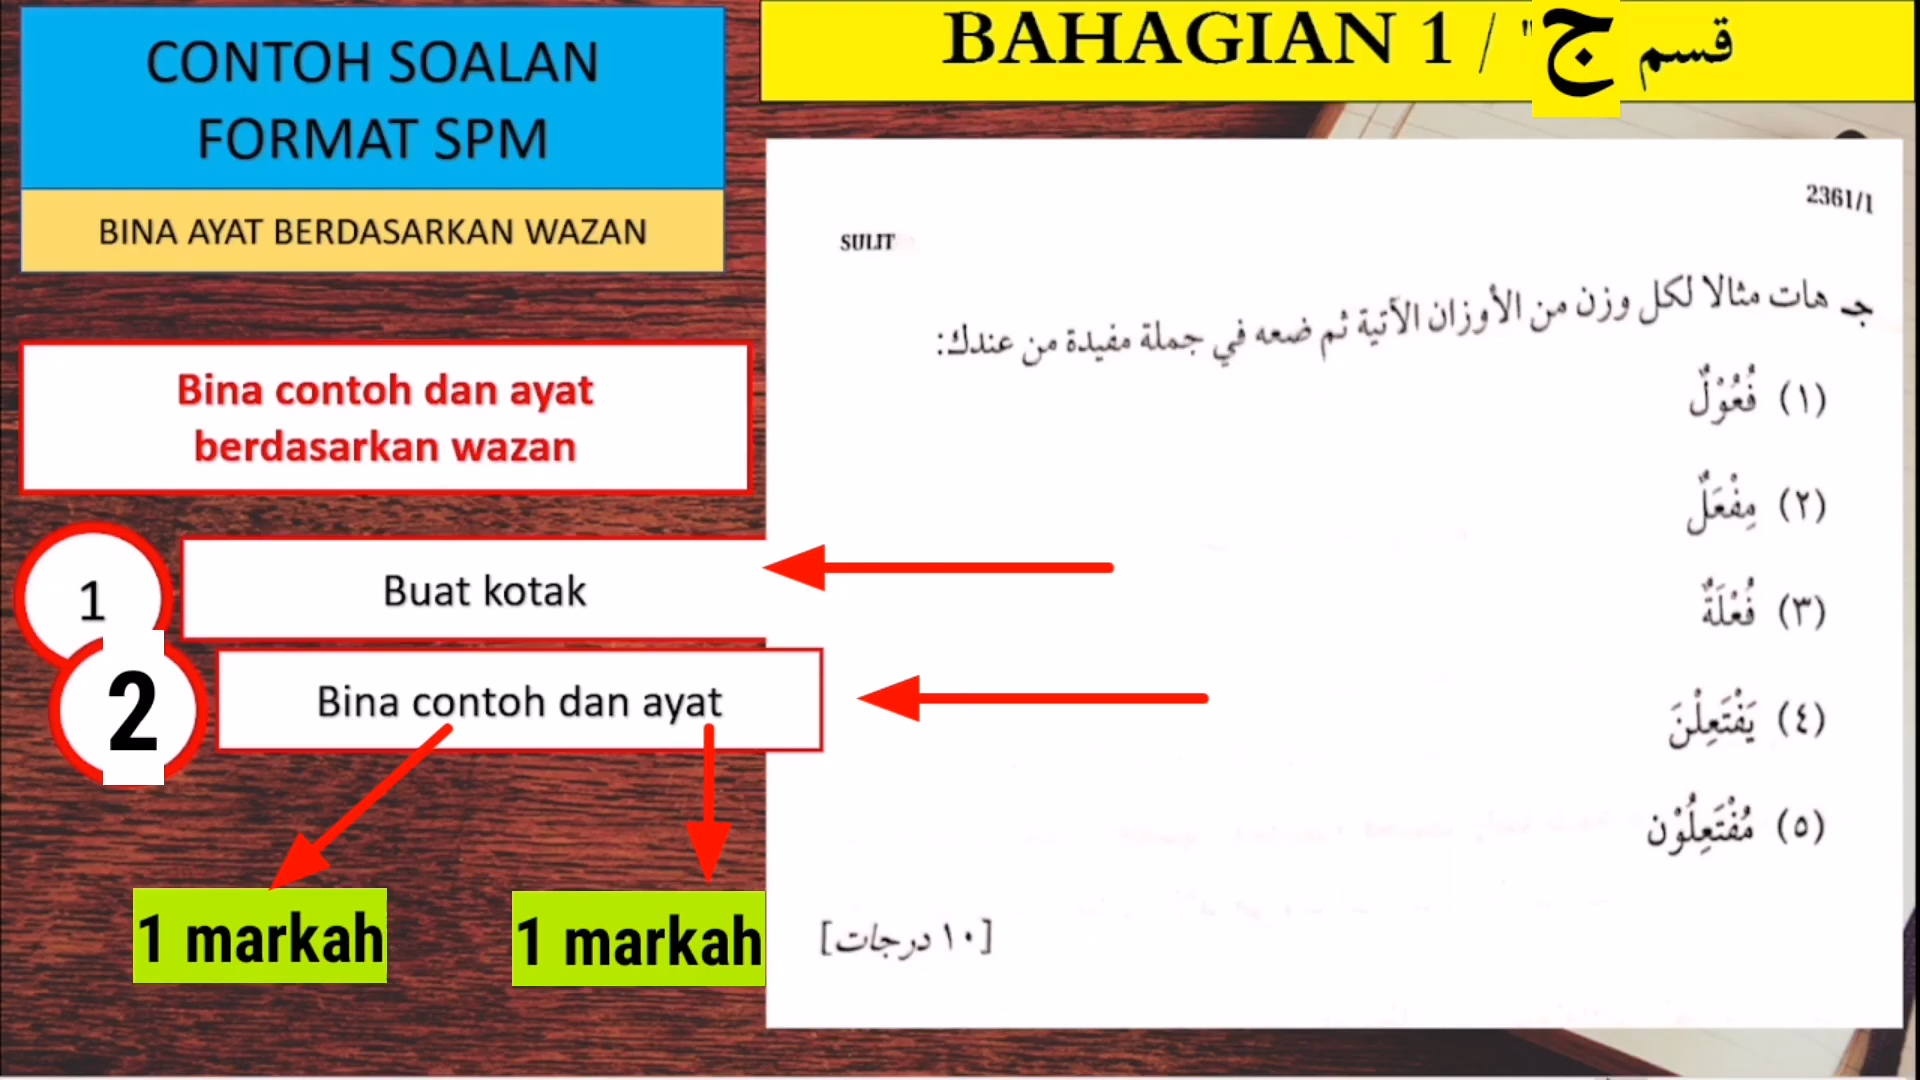 CONTOH SOALAN
FORMAT SPM
BINA AYAT BERDASARKAN WAZAN
BAHAGIAN 1 / "ج" قسم
Bina contoh dan ayat
berdasarkan wazan
1
Buat kotak
2
Bina contoh dan ayat
1 markah
1 markah
2361/1
SULIT
جـ هات مثالا لكل وزن من الأوزان الآتية ثم ضعه في جملة مفيدة من عندك:
(١) فُعُوْلٌ
(٢) مِفْعَلٌ
(٣) فُعْلَةٌ
(٤) يَفْتَعِلْنَ
(٥) مُفْتَعِلُوْن
[١٠ درجات]